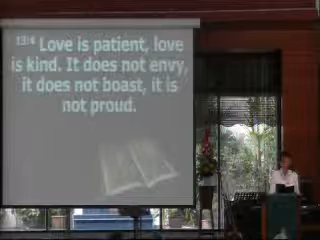 13:4 Love is patient, love
is kind. It does not envy,
it does not boast, it is
not proud.